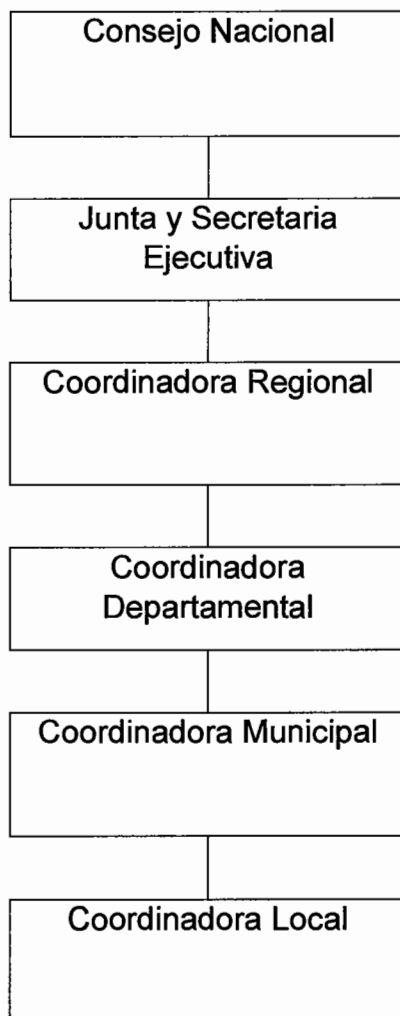 Consejo Nacional
Junta y Secretaria
Ejecutiva
Coordinadora Regional
Coordinadora
Departamental
Coordinadora Municipal
Coordinadora Local